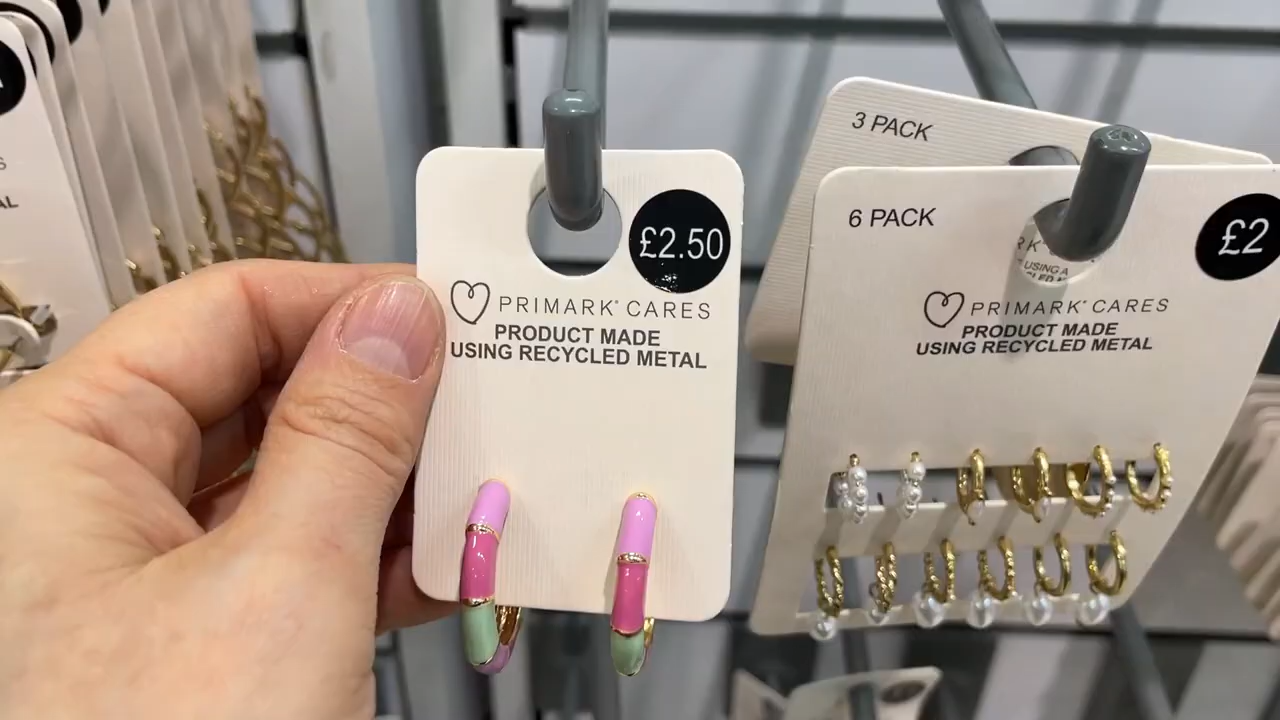 £2.50
PRIMARK® CARES
PRODUCT MADE
USING RECYCLED METAL
3 PACK
6 PACK
£2
PRIMARK® CARES
PRODUCT MADE
USING RECYCLED METAL
USING A